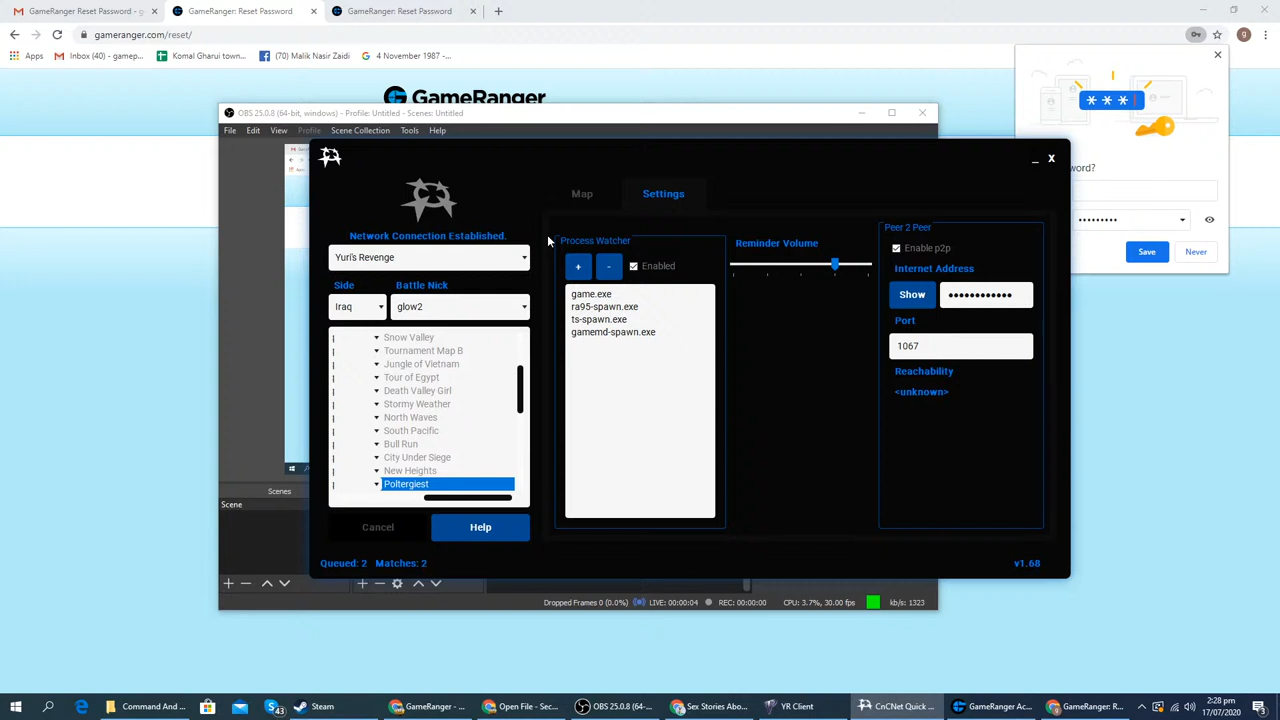 GameRanger Reset Password - g
GameRanger: Reset Password
GameRanger: Reset Password
gameranger.com/reset/
g
Apps
Inbox (40) - gamep...
Komal Gharui town...
(70) Malik Nasir Zaidi
4 November 1987 -...
GameRanger
OBS 25.0.8 (64-bit, windows) - Profile: Untitled - Scenes: Untitled
File Edit View Profile Scene Collection Tools Help
***
word?
Save
Never
Map
Settings
Network Connection Established.
Yuri's Revenge
Side
Battle Nick
Iraq
glow2
Snow Valley
Tournament Map B
Jungle of Vietnam
Tour of Egypt
Death Valley Girl
Stormy Weather
North Waves
South Pacific
Bull Run
City Under Siege
New Heights
Poltergiest
Cancel
Help
Process Watcher
+
-
Enabled
game.exe
ra95-spawn.exe
ts-spawn.exe
gamemd-spawn.exe
Reminder Volume
Peer 2 Peer
Enable p2p
Internet Address
Show
Port
1067
Reachability
<unknown>
Queued: 2 Matches: 2
v1.68
Scenes
Scene
Dropped Frames 0 (0.0%)
LIVE: 00:00:04
REC: 00:00:00
CPU: 3.7%, 30.00 fps
kb/s: 1323
Command And ...
43
Steam
GameRanger - ...
Open File - Sec...
OBS 25.0.8 (64-...
Sex Stories Abo...
YR Client
CnCNet Quick ...
GameRanger Ac...
GameRanger: R...
2:28 pm
17/07/2020